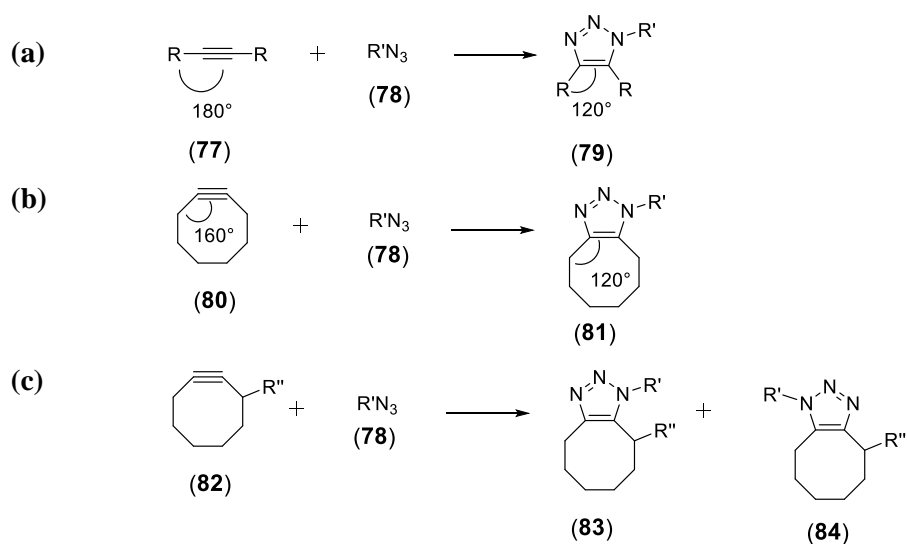 (a) R R + R'N3 N N N R' R R
180° (78) 120°
(77) (79)
(b) 160° + R'N3 N N N R' 120°
(80) (78) (81)
(c) R" + R'N3 N N N R' R" + R' N N N R"
(82) (78) (83) (84)